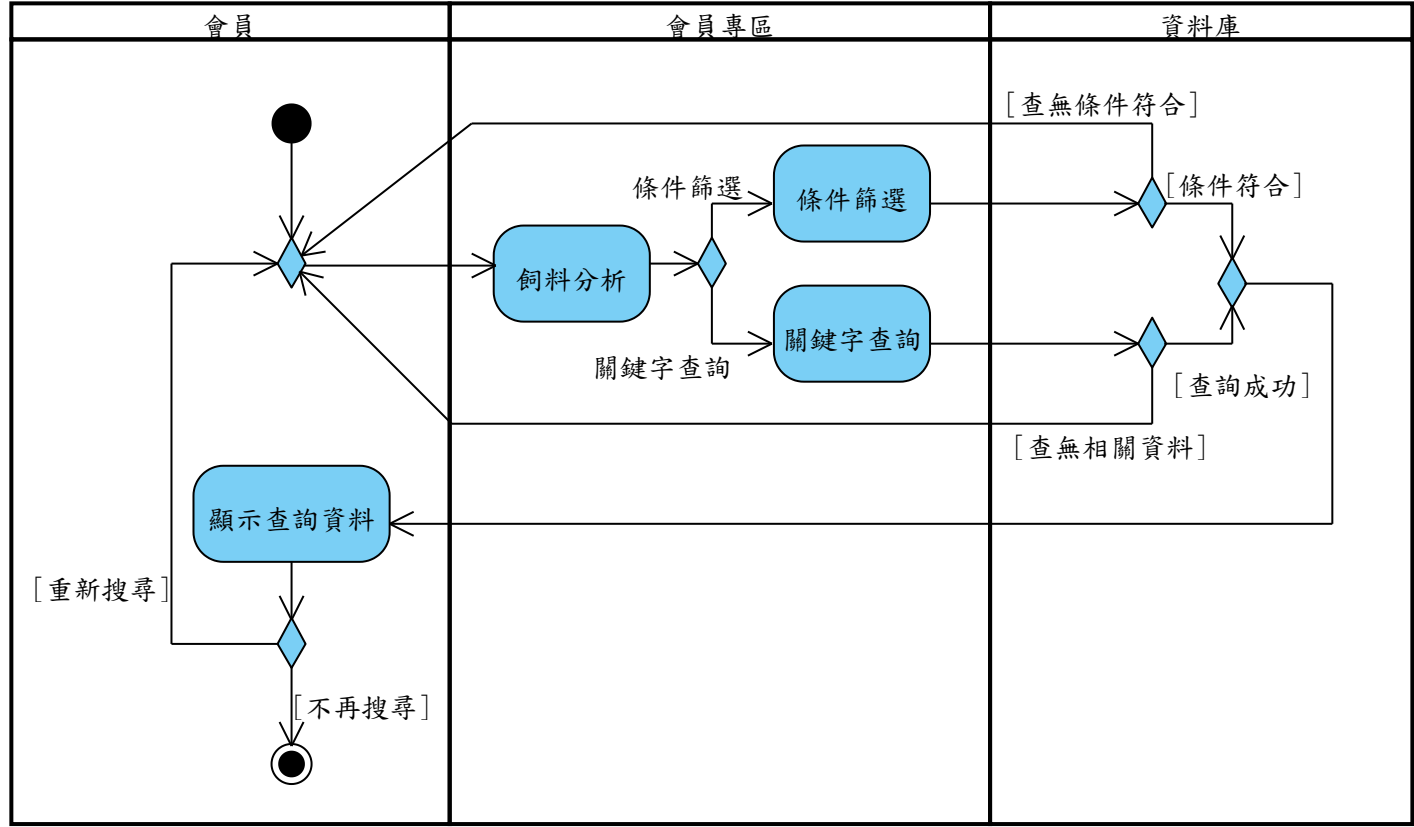 會員
會員專區
資料庫
[查無條件符合]
條件篩選
條件篩選
[條件符合]
飼料分析
關鍵字查詢
關鍵字查詢
[查詢成功]
[查無相關資料]
顯示查詢資料
[重新搜尋]
[不再搜尋]